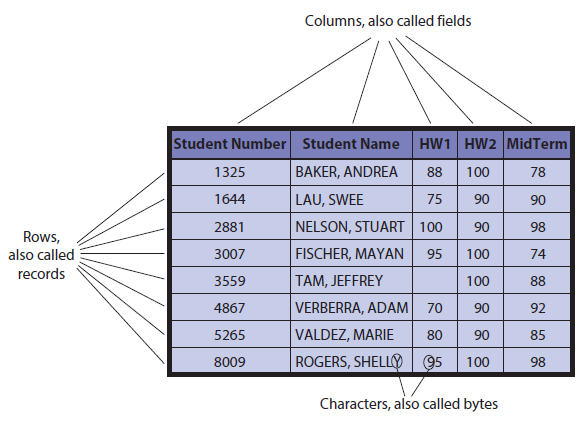 Columns, also called fields
Student Number Student Name HW1 HW2 MidTerm
1325 BAKER, ANDREA 88 100 78
1644 LAU, SWEE 75 90 90
2881 NELSON, STUART 100 90 98
3007 FISCHER, MAYAN 95 100 74
3559 TAM, JEFFREY 100 88
4867 VERBERRA, ADAM 70 90 92
5265 VALDEZ, MARIE 80 90 85
8009 ROGERS, SHELLY 95 100 98
Rows,
also called
records
Characters, also called bytes